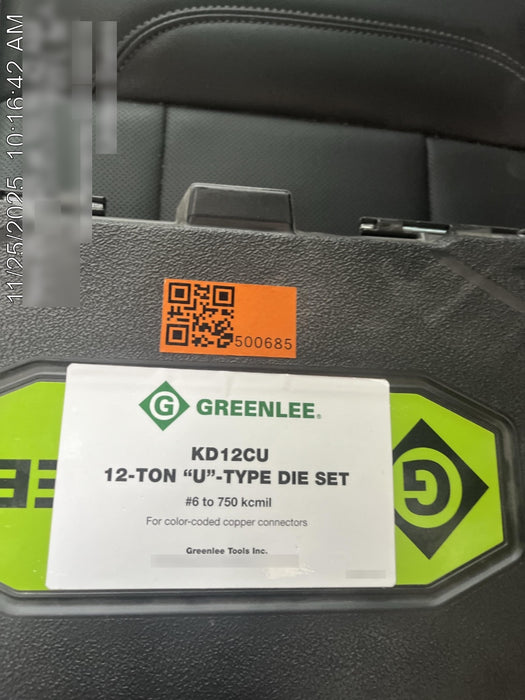 11/25/2025 10:16:42 AM
500685
G GREENLEE®
KD12CU
12-TON “U”-TYPE DIE SET
#6 to 750 kcmil
For color-coded copper connectors
Greenlee Tools Inc.
EE
G